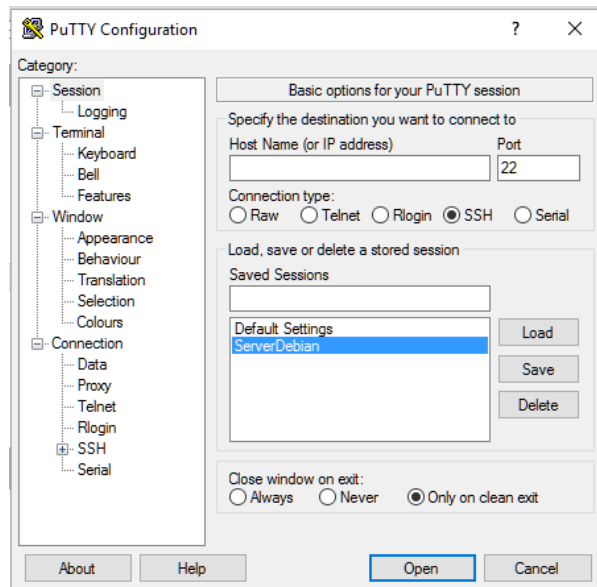 PuTTY Configuration
?
Category:
Session
Logging
Terminal
Keyboard
Bell
Features
Window
Appearance
Behaviour
Translation
Selection
Colours
Connection
Data
Proxy
Telnet
Rlogin
SSH
Serial
Basic options for your PuTTY session
Specify the destination you want to connect to
Host Name (or IP address) Port
22
Connection type:
Raw Telnet Rlogin SSH Serial
Load, save or delete a stored session
Saved Sessions
Default Settings
ServerDebian
Load
Save
Delete
Close window on exit:
Always Never Only on clean exit
About Help Open Cancel